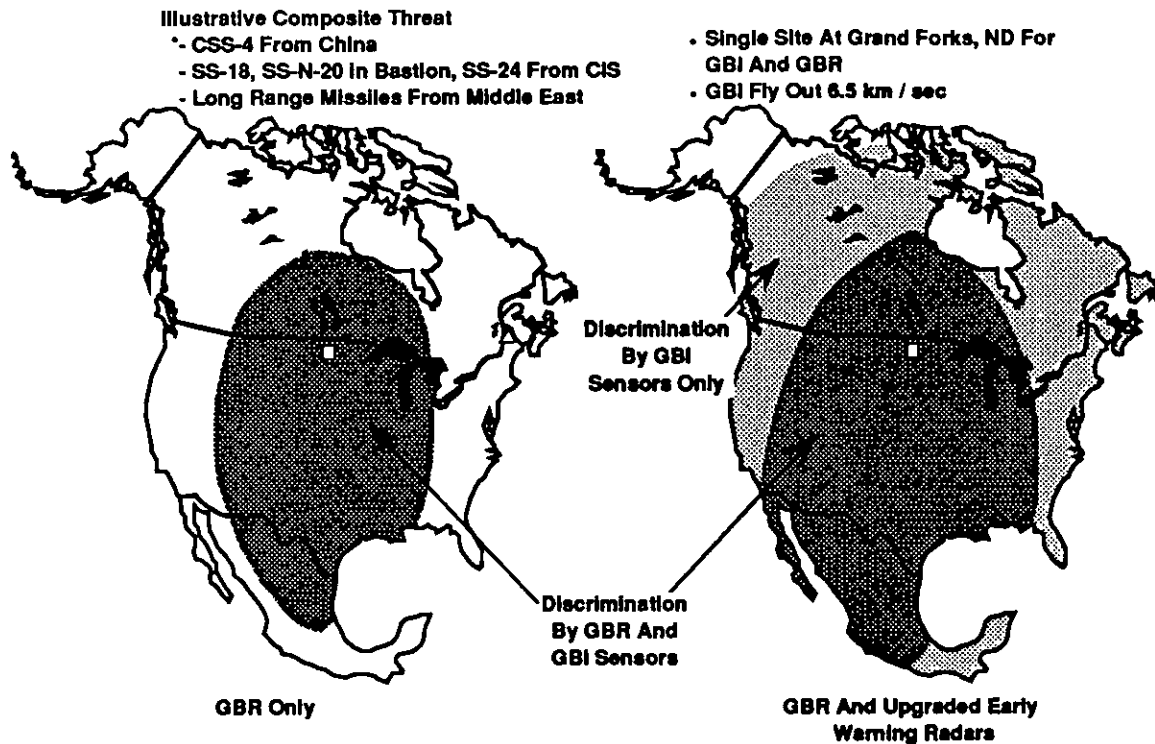 Illustrative Composite Threat
- CSS-4 From China
- SS-18, SS-N-20 In Bastion, SS-24 From CIS
- Long Range Missiles From Middle East
• Single Site At Grand Forks, ND For
GBI And GBR
• GBI Fly Out 6.5 km / sec
Discrimination
By GBI
Sensors Only
Discrimination
By GBR And
GBI Sensors
GBR Only
GBR And Upgraded Early
Warning Radars